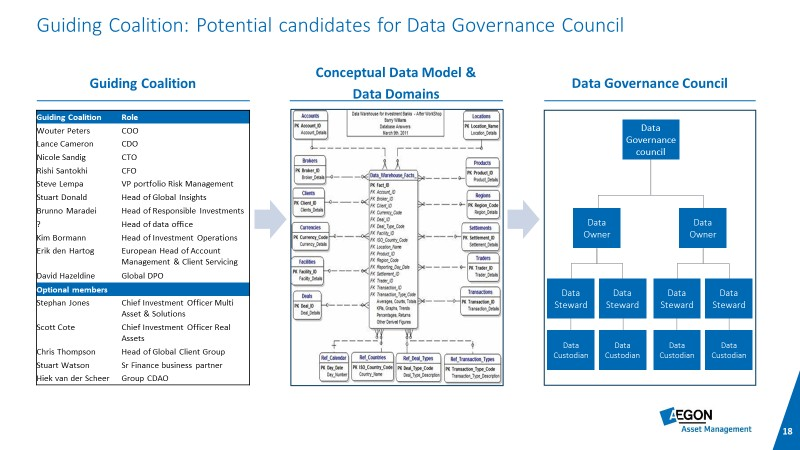 Guiding Coalition: Potential candidates for Data Governance Council
Guiding Coalition
Guiding Coalition Role
Wouter Peters COO
Lance Cameron CDO
Nicole Sandig CTO
Rishi Santokhi CFO
Steve Lempa VP portfolio Risk Management
Stuart Donald Head of Global Insights
Brunno Maradei Head of Responsible Investments
? Head of data office
Kim Bormann Head of Investment Operations
Erik den Hartog European Head of Account
Management & Client Servicing
David Hazeldine Global DPO
Optional members
Stephan Jones Chief Investment Officer Multi
Asset & Solutions
Scott Cote Chief Investment Officer Real
Assets
Chris Thompson Head of Global Client Group
Stuart Watson Sr Finance business partner
Hiek van der Scheer Group CDAO
Conceptual Data Model &
Data Domains
Data Warehouse for Investment Banks - After WorkShop
Barry Williams
Database Answers
March 9th. 2011
Accounts
PK Account_ID
Account_Details
Brokers
PK Broker_ID
Broker_Details
Clients
PK Client_ID
Clients_Details
Currencies
PK Currency_Code
Currency_Details
Facilities
PK Facility_ID
Facility_Details
Deals
PK Deal_ID
Deal_Details
Data_Warehouse_Facts
PK Fact_ID
FK Account_ID
FK Broker_ID
FK Client_ID
FK Currency_Code
FK Deal_ID
FK Deal_Type_Code
FK Facility_ID
FK ISO_Country_Code
FK Location_Name
FK Product_ID
FK Region_Code
FK Reporting_Day_Date
FK Settlement_ID
FK Trader_ID
FK Transaction_ID
FK Transaction_Type_Code
Averages, Counts, Totals
KPIs, Graphs, Trends
Percentages, Returns
Other Derived Figures
Locations
PK Location_Name
Location_Details
Products
PK Product_ID
Product_Details
Regions
PK Region_Code
Region_Details
Settlements
PK Settlement_ID
Settlement_Details
Traders
PK Trader_ID
Trader_Details
Transactions
PK Transaction_ID
Transaction_Details
Ref_Calendar
PK Day_Date
Day_Number
Ref_Countries
PK ISO_Country_Code
Country_Name
Ref_Deal_Types
PK Deal_Type_Code
Deal_Type_Description
Ref_Transaction_Types
PK Transaction_Type_Code
Transaction_Type_Description
Data Governance Council
Data
Governance
council
Data
Owner
Data
Owner
Data
Steward
Data
Steward
Data
Steward
Data
Steward
Data
Custodian
Data
Custodian
Data
Custodian
Data
Custodian
AEGON
Asset Management
18